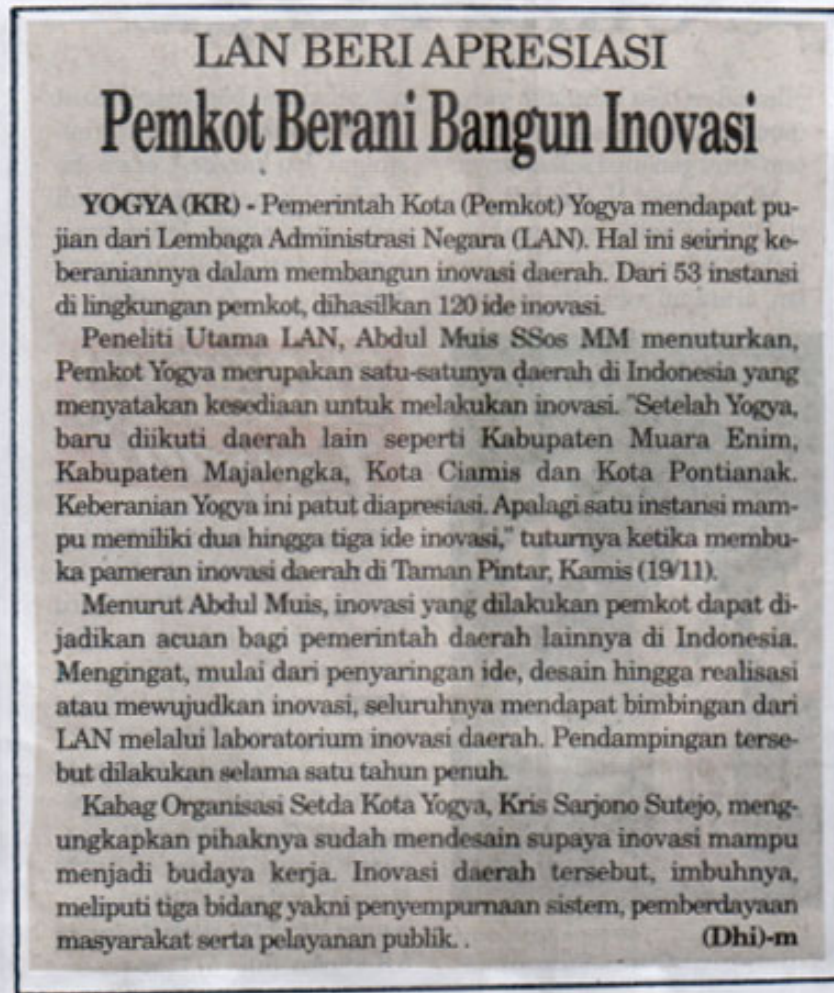 LAN BERI APRESIASI
Pemkot Berani Bangun Inovasi
YOGYA (KR) - Pemerintah Kota (Pemkot) Yogya mendapat pu-
jian dari Lembaga Administrasi Negara (LAN). Hal ini seiring ke-
beraniannya dalam membangun inovasi daerah. Dari 53 instansi
di lingkungan pemkot, dihasilkan 120 ide inovasi.
Peneliti Utama LAN, Abdul Muis SSos MM menuturkan,
Pemkot Yogya merupakan satu-satunya daerah di Indonesia yang
menyatakan kesediaan untuk melakukan inovasi. "Setelah Yogya,
baru diikuti daerah lain seperti Kabupaten Muara Enim,
Kabupaten Majalengka, Kota Ciamis dan Kota Pontianak.
Keberanian Yogya ini patut diapresiasi. Apalagi satu instansi mam-
pu memiliki dua hingga tiga ide inovasi," tuturnya ketika membu-
ka pameran inovasi daerah di Taman Pintar, Kamis (19/11).
Menurut Abdul Muis, inovasi yang dilakukan pemkot dapat di-
jadikan acuan bagi pemerintah daerah lainnya di Indonesia.
Mengingat, mulai dari penyaringan ide, desain hingga realisasi
atau mewujudkan inovasi, seluruhnya mendapat bimbingan dari
LAN melalui laboratorium inovasi daerah. Pendampingan terse-
but dilakukan selama satu tahun penuh.
Kabag Organisasi Setda Kota Yogya, Kris Sarjono Sutejo, meng-
ungkapkan pihaknya sudah mendesain supaya inovasi mampu
menjadi budaya kerja. Inovasi daerah tersebut, imbuhnya,
meliputi tiga bidang yakni penyempurnaan sistem, pemberdayaan
masyarakat serta pelayanan publik. . (Dhi)-m